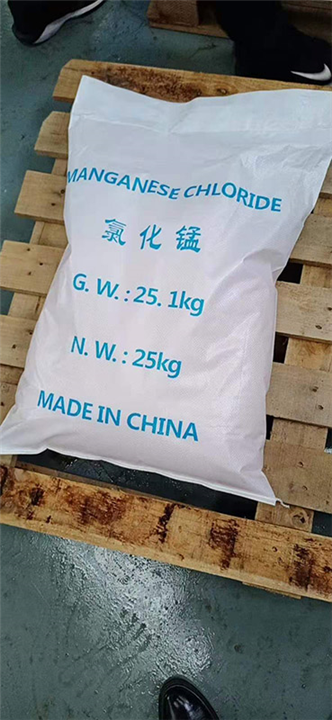 MANGANESE CHLORIDE
氯化锰
G. W. : 25. 1kg
N. W. : 25kg
MADE IN CHINA